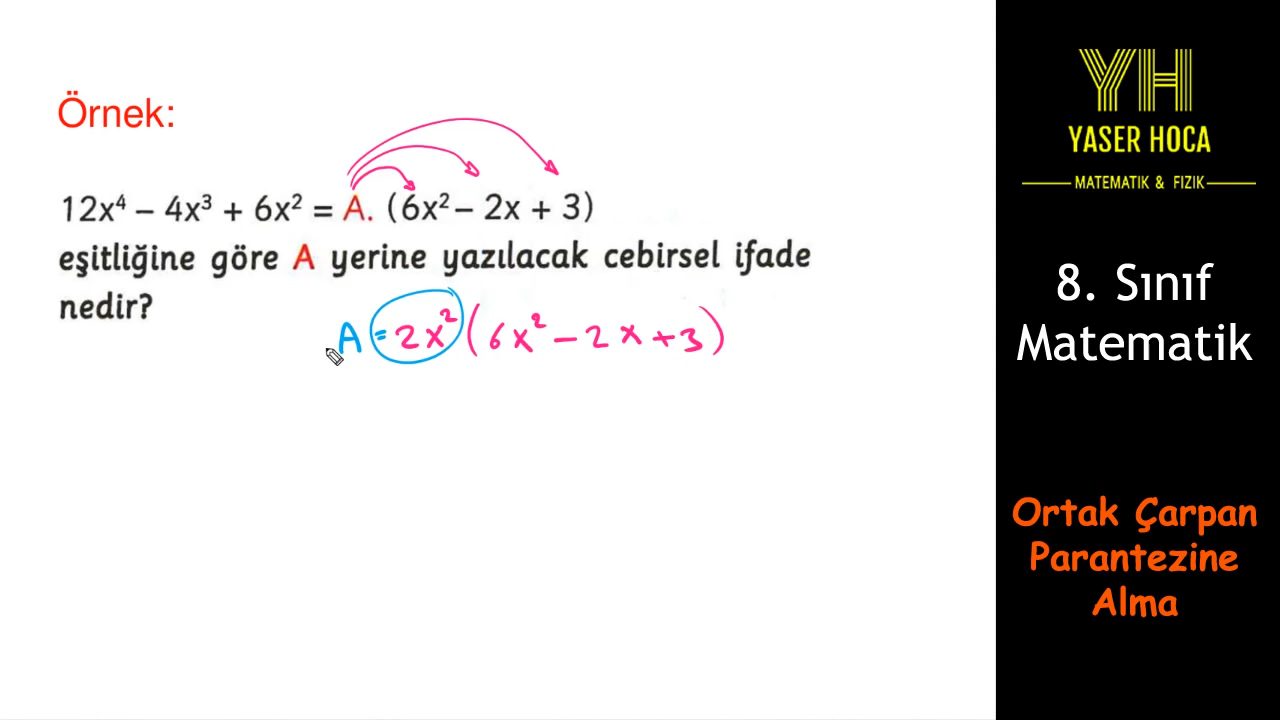 Örnek:
12x⁴ – 4x³ + 6x² = A. (6x² – 2x + 3)
eşitliğine göre A yerine yazılacak cebirsel ifade
nedir?
A = 2x² (6x² – 2x + 3)
YH
YASER HOCA
MATEMATIK & FIZIK
8. Sınıf
Matematik
Ortak Çarpan
Parantezine
Alma